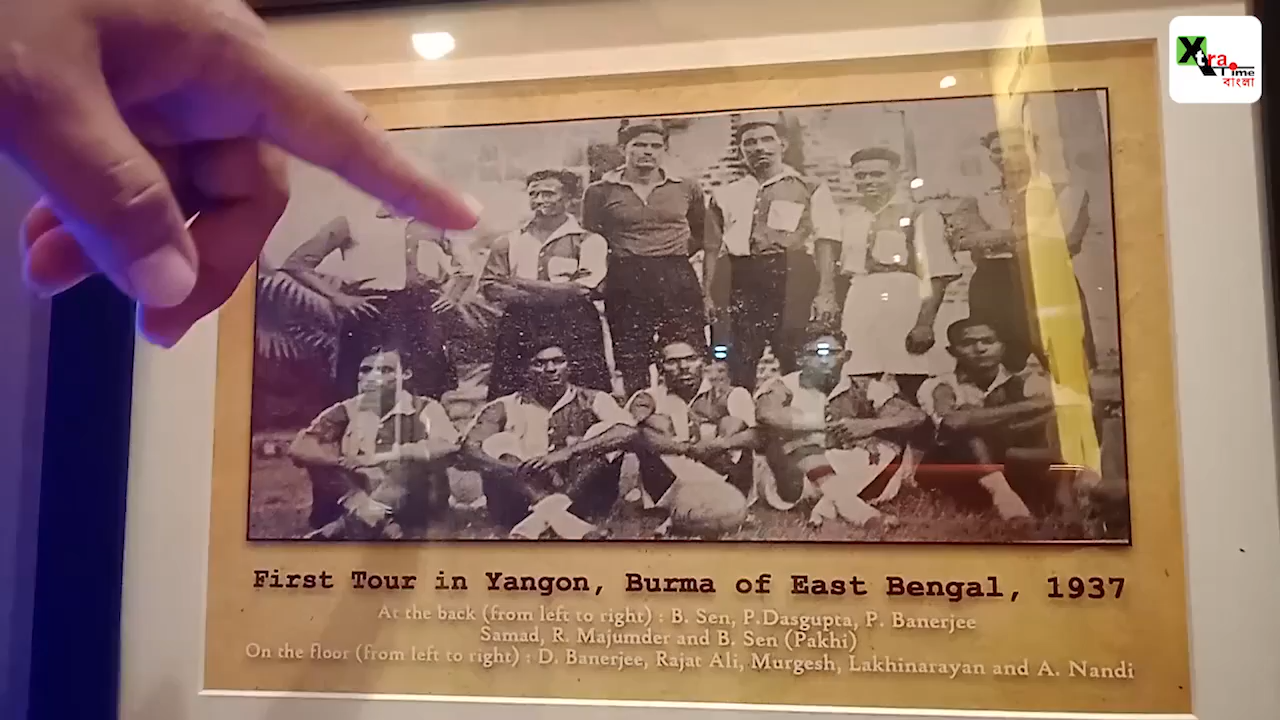 Xtra
Time
বাংলা
First Tour in Yangon, Burma of East Bengal, 1937
At the back (from left to right) : B. Sen, P.Dasgupta, P. Banerjee
Samad, R. Majumder and B. Sen (Pakhi)
On the floor (from left to right) : D. Banerjee, Rajat Ali, Murgesh, Lakhinarayan and A. Nandi